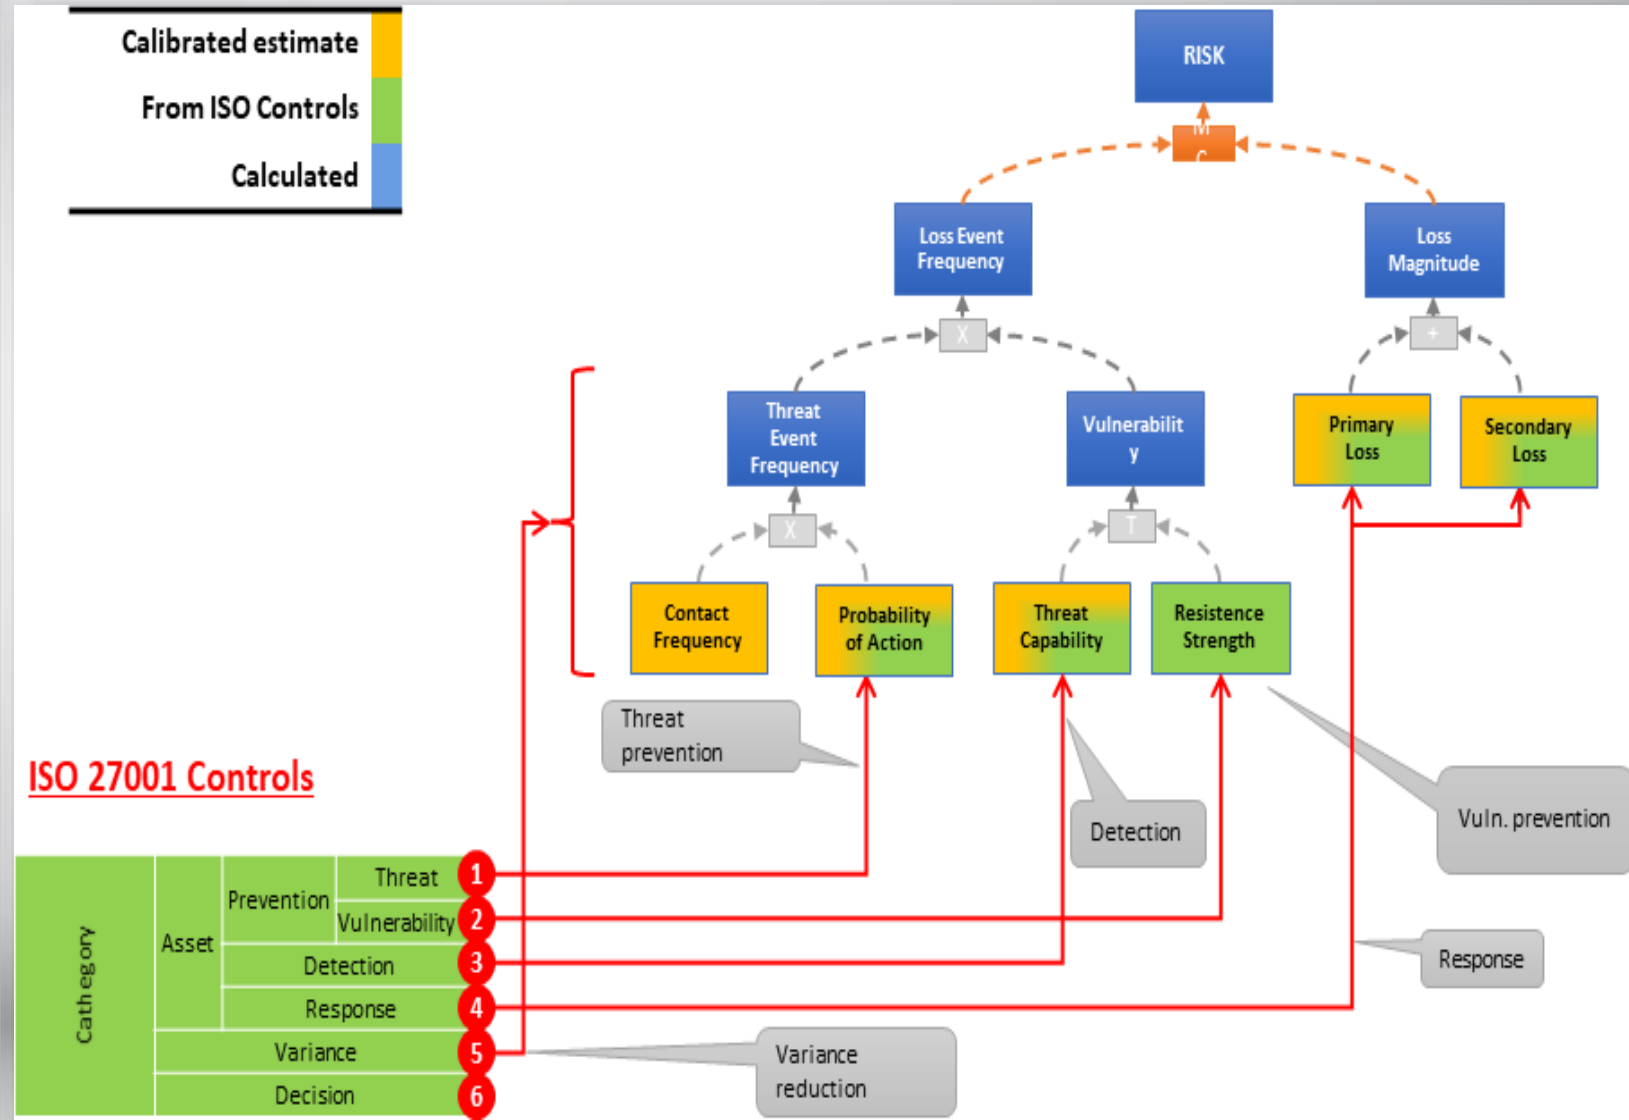 Calibrated estimate
From ISO Controls
Calculated
RISK
M
C
Loss Event
Frequency
Loss
Magnitude
X
+
Threat
Event
Frequency
Vulnerabilit
y
Primary
Loss
Secondary
Loss
X
T
Contact
Frequency
Probability
of Action
Threat
Capability
Resistence
Strength
Threat
prevention
Detection
Vuln. prevention
Response
Variance
reduction
ISO 27001 Controls
Cathegory
Asset
Prevention
Threat
1
Vulnerability
2
Detection
3
Response
4
Variance
5
Decision
6